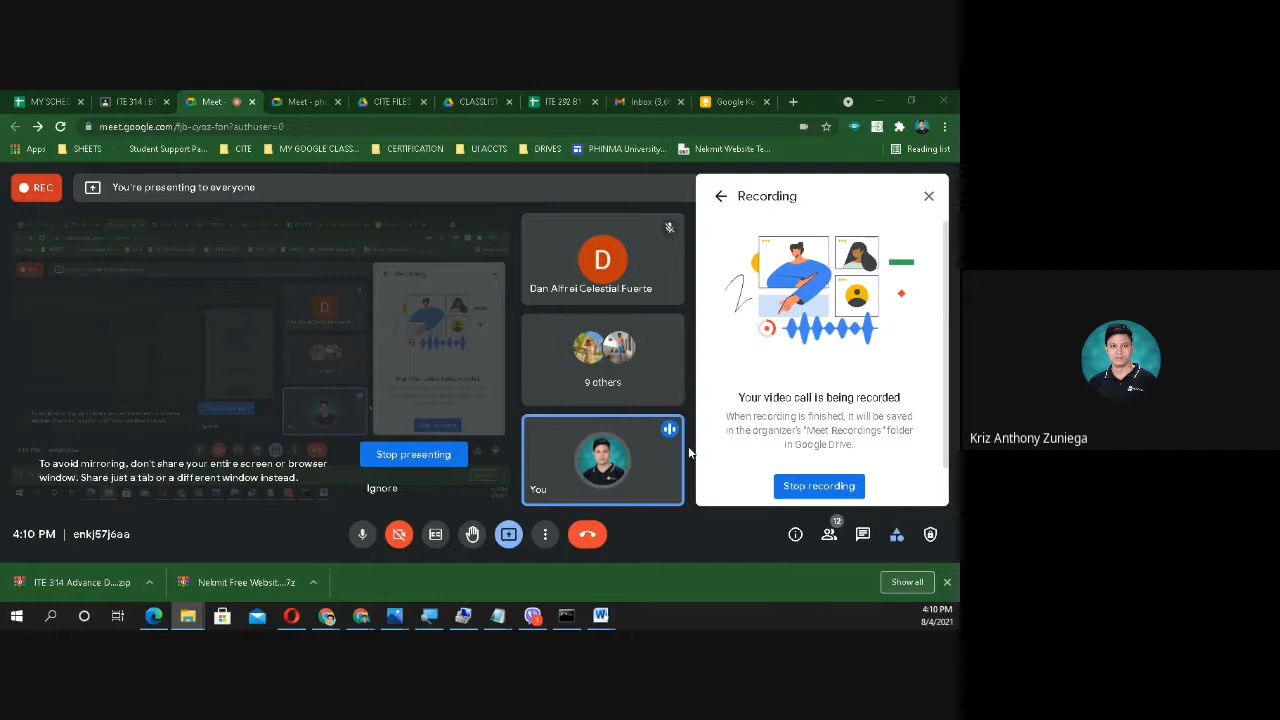 MY SCHED
ITE 314 : B1
Meet -
Meet - ph
CITE FILES
CLASSLIST
ITE 292 B1-
Inbox (3,6
Google Ke
meet.google.com/fjb-cyoz-fon?authuser=0
Apps
SHEETS
Student Support Pa...
CITE
MY GOOGLE CLASS...
CERTIFICATION
UI ACCTS
DRIVES
PHINMA University...
Nekmit Website Te...
Reading list
REC
You're presenting to everyone
Recording
D
Dan Alfrei Celestial Fuerte
9 others
You
Your video call is being recorded
When recording is finished, it will be saved
in the organizer's "Meet Recordings" folder
in Google Drive.
Stop recording
To avoid mirroring, don't share your entire screen or browser
window. Share just a tab or a different window instead.
Stop presenting
Ignore
4:10 PM
enkj57j6aa
12
ITE 314 Advance D....zip
Nekmit Free Websit....7z
Show all
4:10 PM
8/4/2021
Kriz Anthony Zuniega